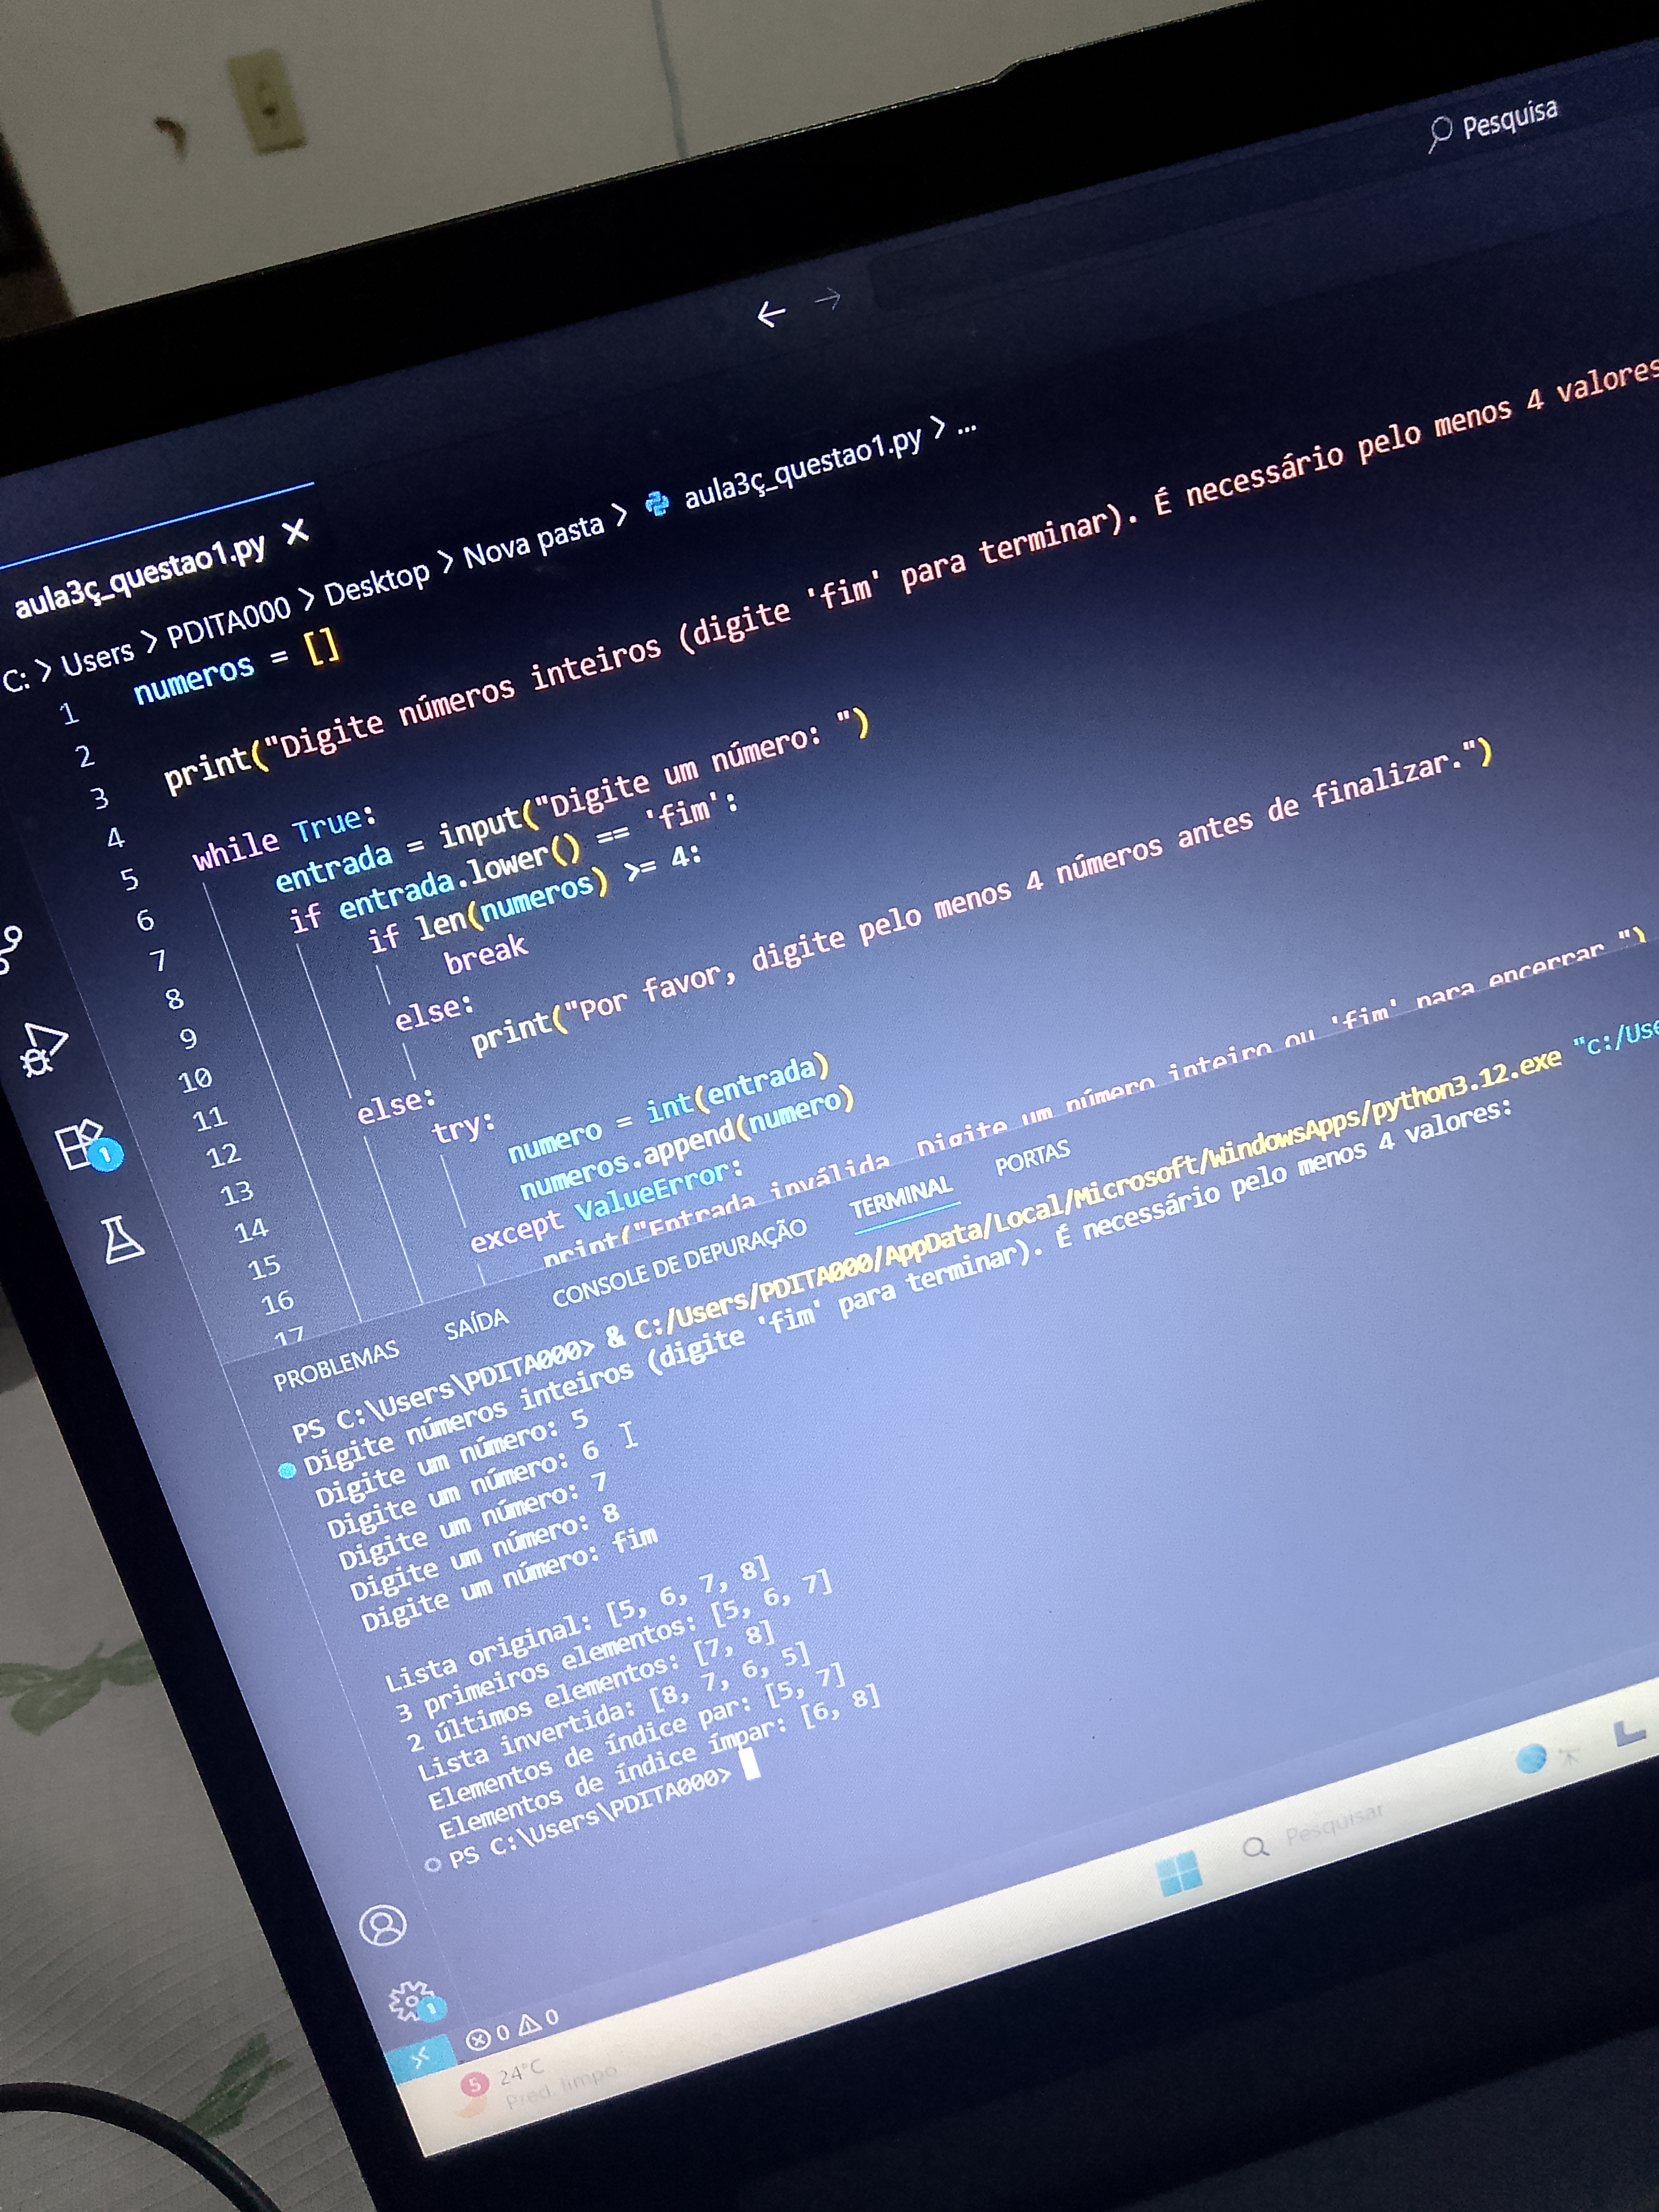 Pesquisa
aula3ç_questao1.py
C: > Users > PDITA000 > Desktop > Nova pasta > aula3ç_questao1.py > ...
1 numeros = []
2
3 print("Digite números inteiros (digite 'fim' para terminar). É necessário pelo menos 4 valores
4
5 while True:
6 entrada = input("Digite um número: ")
7 if entrada.lower() == 'fim':
8 if len(numeros) >= 4:
9 break
10 else:
11 print("Por favor, digite pelo menos 4 números antes de finalizar.")
12 else:
13 try:
14 numero = int(entrada)
15 numeros.append(numero)
16 except ValueError:
17 print("Entrada inválida. Digite um número inteiro ou 'fim' para encerrar.")
PROBLEMAS SAÍDA CONSOLE DE DEPURAÇÃO TERMINAL PORTAS
PS C:\Users\PDITA000> & C:/Users/PDITA000/AppData/Local/Microsoft/WindowsApps/python3.12.exe "c:/Use
Digite números inteiros (digite 'fim' para terminar). É necessário pelo menos 4 valores:
Digite um número: 5
Digite um número: 6
Digite um número: 7
Digite um número: 8
Digite um número: fim
Lista original: [5, 6, 7, 8]
3 primeiros elementos: [5, 6, 7]
2 últimos elementos: [7, 8]
Lista invertida: [8, 7, 6, 5]
Elementos de índice par: [5, 7]
Elementos de índice ímpar: [6, 8]
PS C:\Users\PDITA000>
1
1
0 0
5 24°C
Pred. limpo
Pesquisar